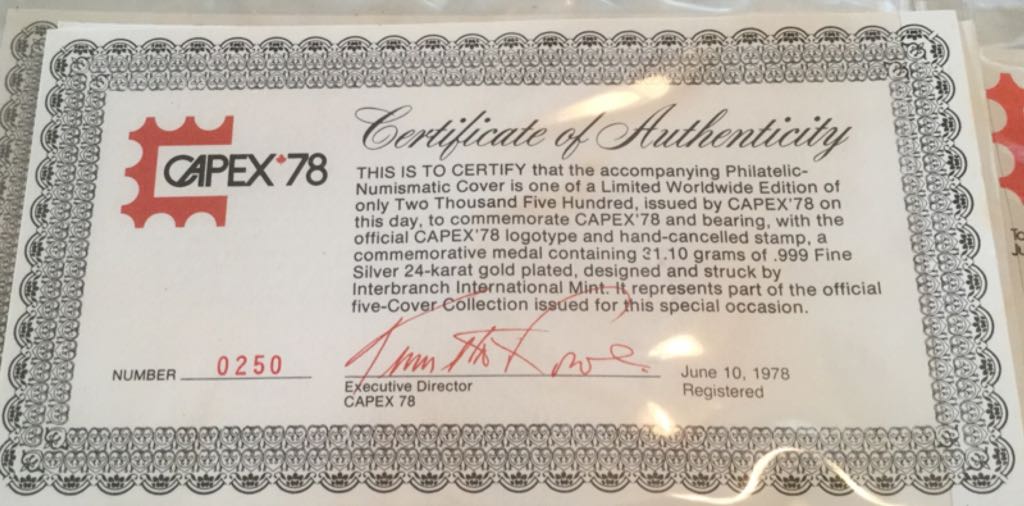 Certificate of Authenticity
CAPEX '78
THIS IS TO CERTIFY that the accompanying Philatelic-
Numismatic Cover is one of a Limited Worldwide Edition of
only Two Thousand Five Hundred, issued by CAPEX'78 on
this day, to commemorate CAPEX'78 and bearing, with the
official CAPEX'78 logotype and hand-cancelled stamp, a
commemorative medal containing 31.10 grams of .999 Fine
Silver 24-karat gold plated, designed and struck by
Interbranch International Mint. It represents part of the official
five-Cover Collection issued for this special occasion.
NUMBER 0250
Executive Director
CAPEX 78
June 10, 1978
Registered